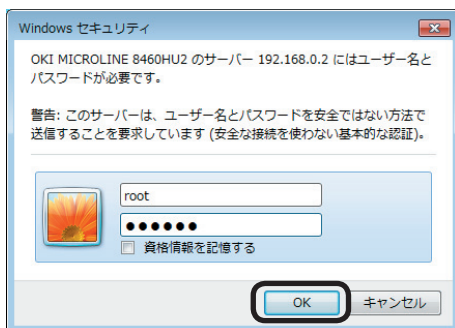 Windows セキュリティ
OKI MICROLINE 8460HU2 のサーバー 192.168.0.2 にはユーザー名と
パスワードが必要です。
警告: このサーバーは、ユーザー名とパスワードを安全ではない方法で
送信することを要求しています (安全な接続を使わない基本的な認証)。
root
●●●●●●
資格情報を記憶する
OK
キャンセル